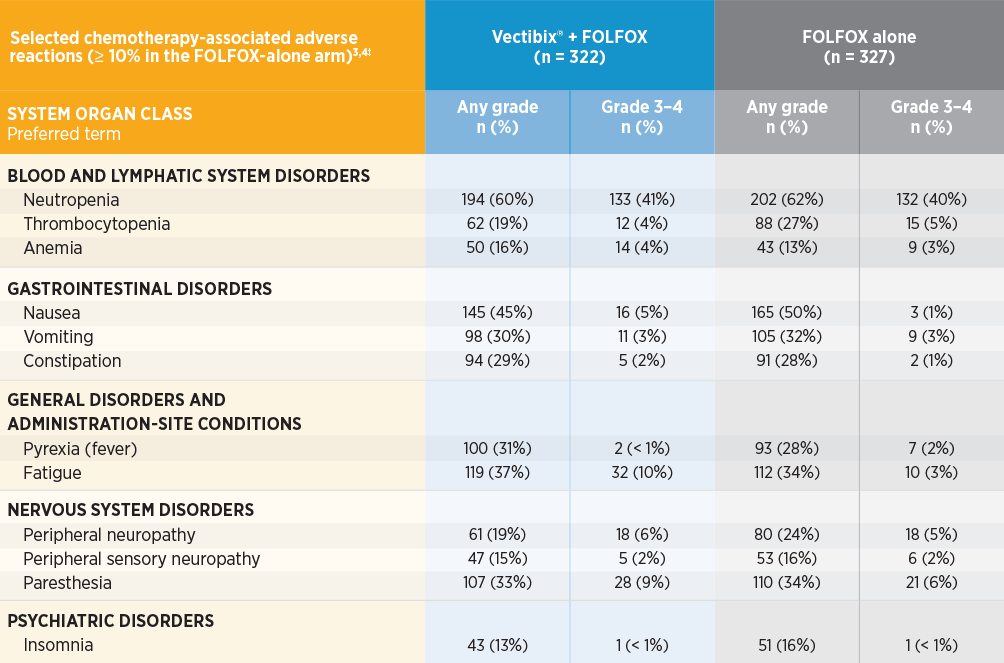 Selected chemotherapy-associated adverse
reactions (≥ 10% in the FOLFOX-alone arm)3,4‡
Vectibix® + FOLFOX
(n = 322)
FOLFOX alone
(n = 327)
SYSTEM ORGAN CLASS
Preferred term
Any grade
n (%)
Grade 3–4
n (%)
Any grade
n (%)
Grade 3–4
n (%)
BLOOD AND LYMPHATIC SYSTEM DISORDERS
Neutropenia 194 (60%) 133 (41%) 202 (62%) 132 (40%)
Thrombocytopenia 62 (19%) 12 (4%) 88 (27%) 15 (5%)
Anemia 50 (16%) 14 (4%) 43 (13%) 9 (3%)
GASTROINTESTINAL DISORDERS
Nausea 145 (45%) 16 (5%) 165 (50%) 3 (1%)
Vomiting 98 (30%) 11 (3%) 105 (32%) 9 (3%)
Constipation 94 (29%) 5 (2%) 91 (28%) 2 (1%)
GENERAL DISORDERS AND
ADMINISTRATION-SITE CONDITIONS
Pyrexia (fever) 100 (31%) 2 (< 1%) 93 (28%) 7 (2%)
Fatigue 119 (37%) 32 (10%) 112 (34%) 10 (3%)
NERVOUS SYSTEM DISORDERS
Peripheral neuropathy 61 (19%) 18 (6%) 80 (24%) 18 (5%)
Peripheral sensory neuropathy 47 (15%) 5 (2%) 53 (16%) 6 (2%)
Paresthesia 107 (33%) 28 (9%) 110 (34%) 21 (6%)
PSYCHIATRIC DISORDERS
Insomnia 43 (13%) 1 (< 1%) 51 (16%) 1 (< 1%)